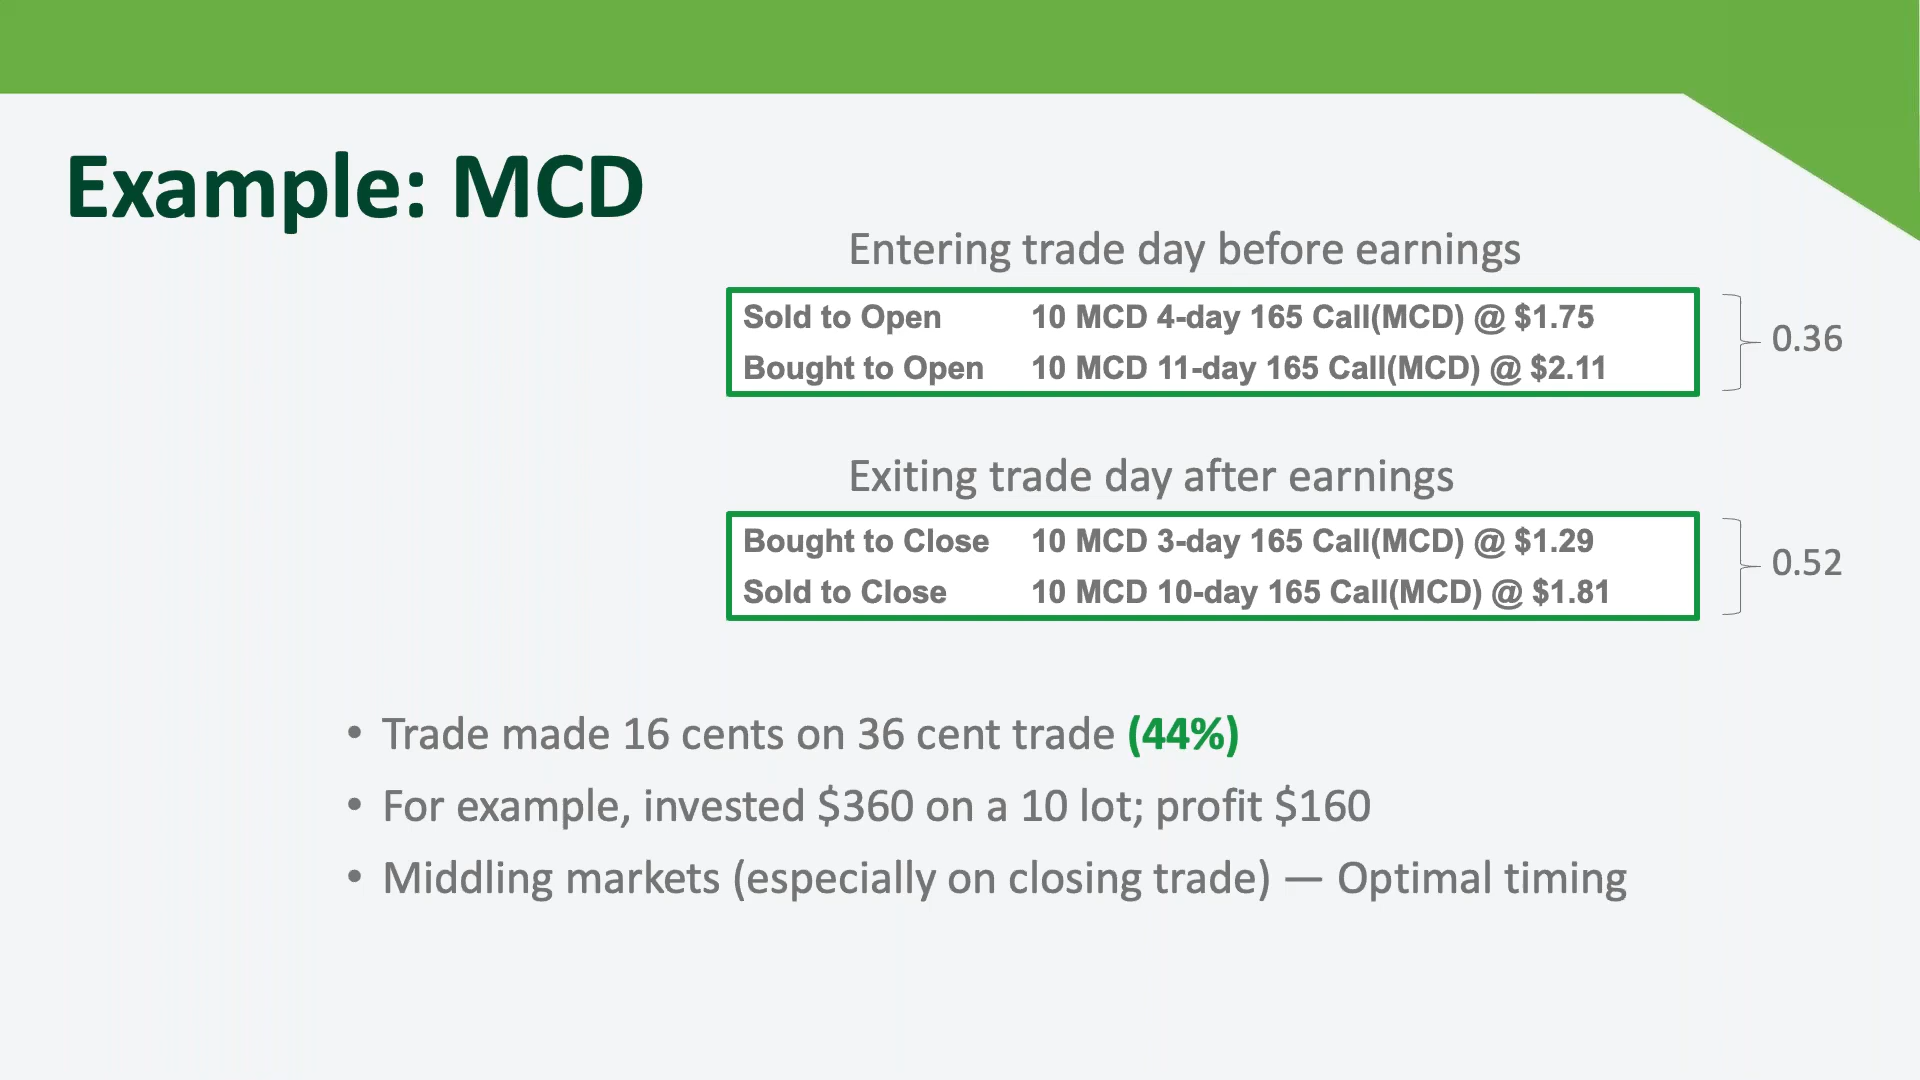 Example: MCD
Entering trade day before earnings
Sold to Open 10 MCD 4-day 165 Call(MCD) @ $1.75
Bought to Open 10 MCD 11-day 165 Call(MCD) @ $2.11
0.36
Exiting trade day after earnings
Bought to Close 10 MCD 3-day 165 Call(MCD) @ $1.29
Sold to Close 10 MCD 10-day 165 Call(MCD) @ $1.81
0.52
• Trade made 16 cents on 36 cent trade (44%)
• For example, invested $360 on a 10 lot; profit $160
• Middling markets (especially on closing trade) — Optimal timing